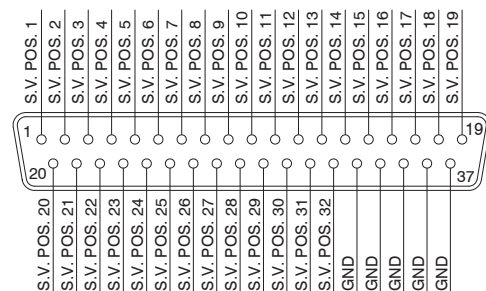 S.V. POS. 1
S.V. POS. 2
S.V. POS. 3
S.V. POS. 4
S.V. POS. 5
S.V. POS. 6
S.V. POS. 7
S.V. POS. 8
S.V. POS. 9
S.V. POS. 10
S.V. POS. 11
S.V. POS. 12
S.V. POS. 13
S.V. POS. 14
S.V. POS. 15
S.V. POS. 16
S.V. POS. 17
S.V. POS. 18
S.V. POS. 19
1
19
20
37
S.V. POS. 20
S.V. POS. 21
S.V. POS. 22
S.V. POS. 23
S.V. POS. 24
S.V. POS. 25
S.V. POS. 26
S.V. POS. 27
S.V. POS. 28
S.V. POS. 29
S.V. POS. 30
S.V. POS. 31
S.V. POS. 32
GND
GND
GND
GND
GND